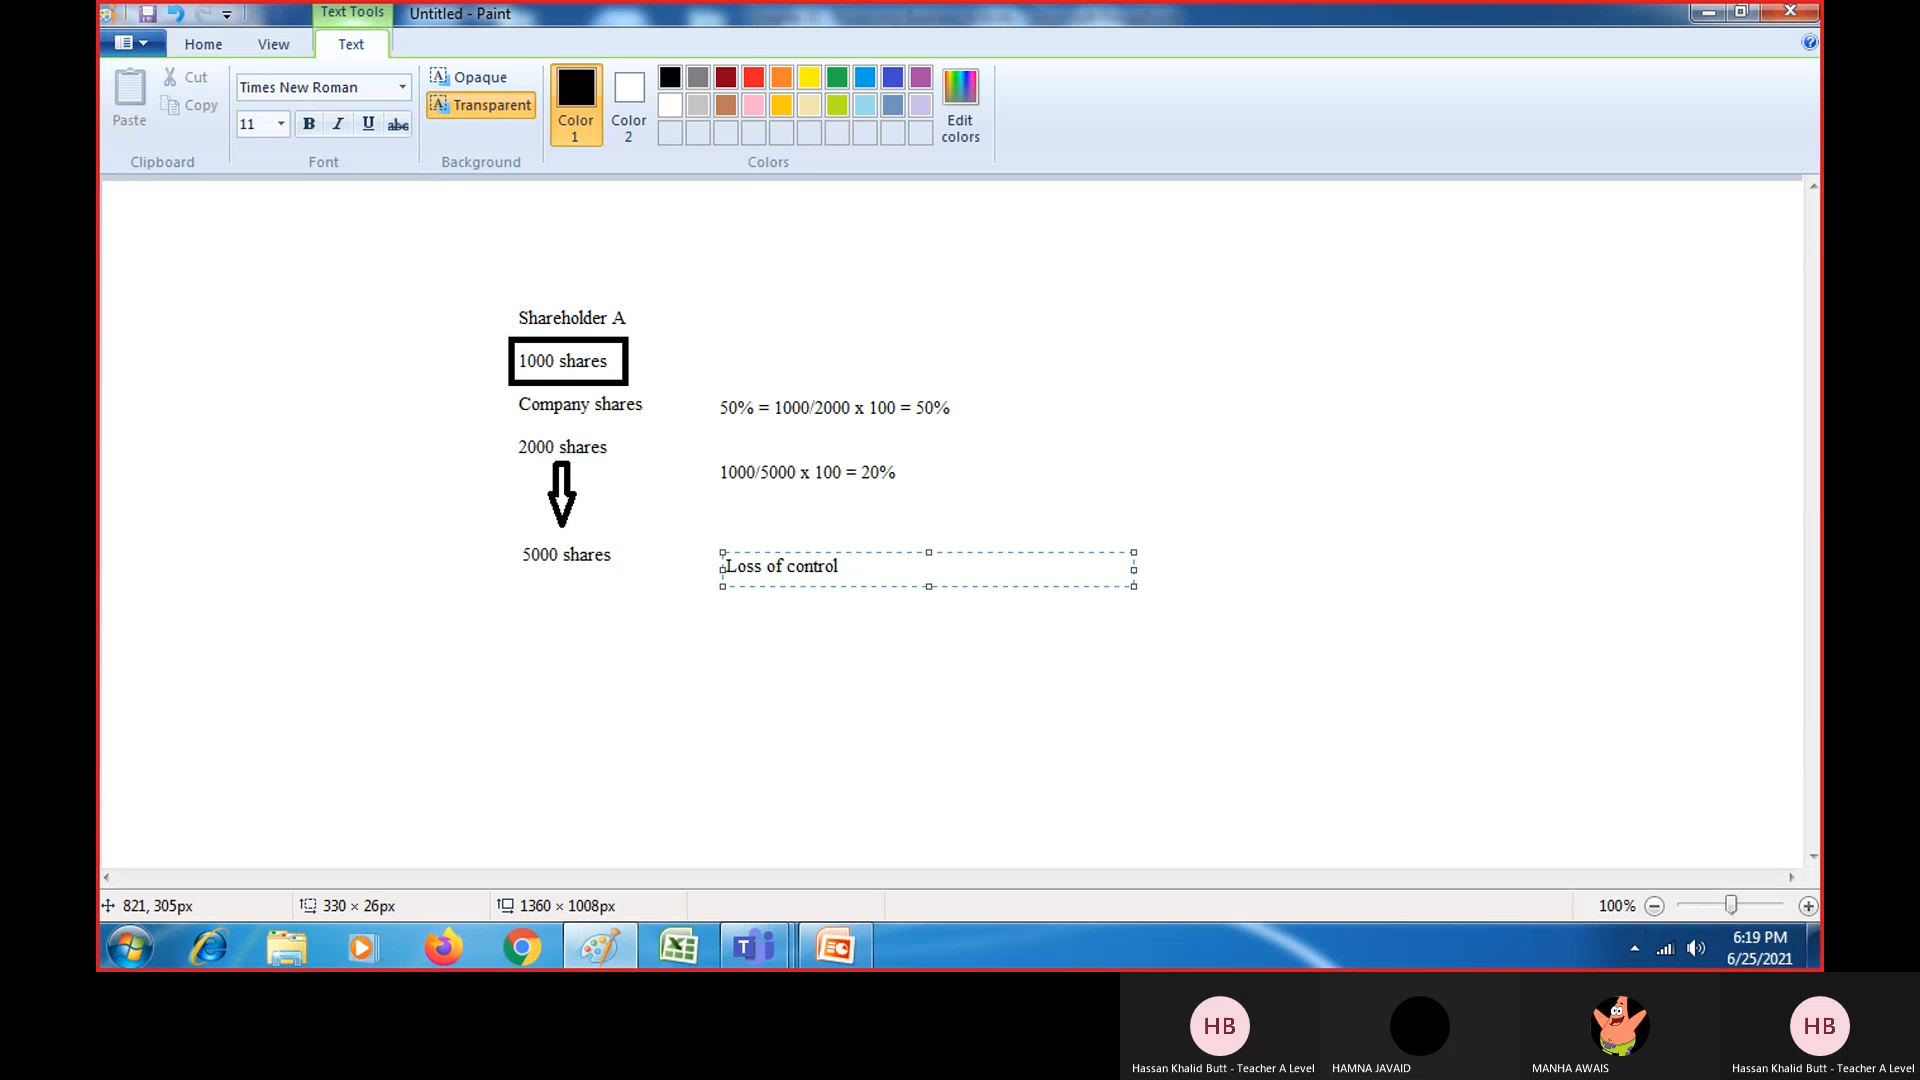 Text Tools
Untitled - Paint
Home
View
Text
Paste
Cut
Copy
Clipboard
Times New Roman
11
B I U abc
Font
Opaque
Transparent
Background
Color 1
Color 2
Edit colors
Colors
Shareholder A
1000 shares
Company shares
50% = 1000/2000 x 100 = 50%
2000 shares
1000/5000 x 100 = 20%
5000 shares
Loss of control
821, 305px
330 × 26px
1360 × 1008px
100%
6:19 PM
6/25/2021
HB
HB
Hassan Khalid Butt - Teacher A Level
HAMNA JAVAID
MANHA AWAIS
Hassan Khalid Butt - Teacher A Level